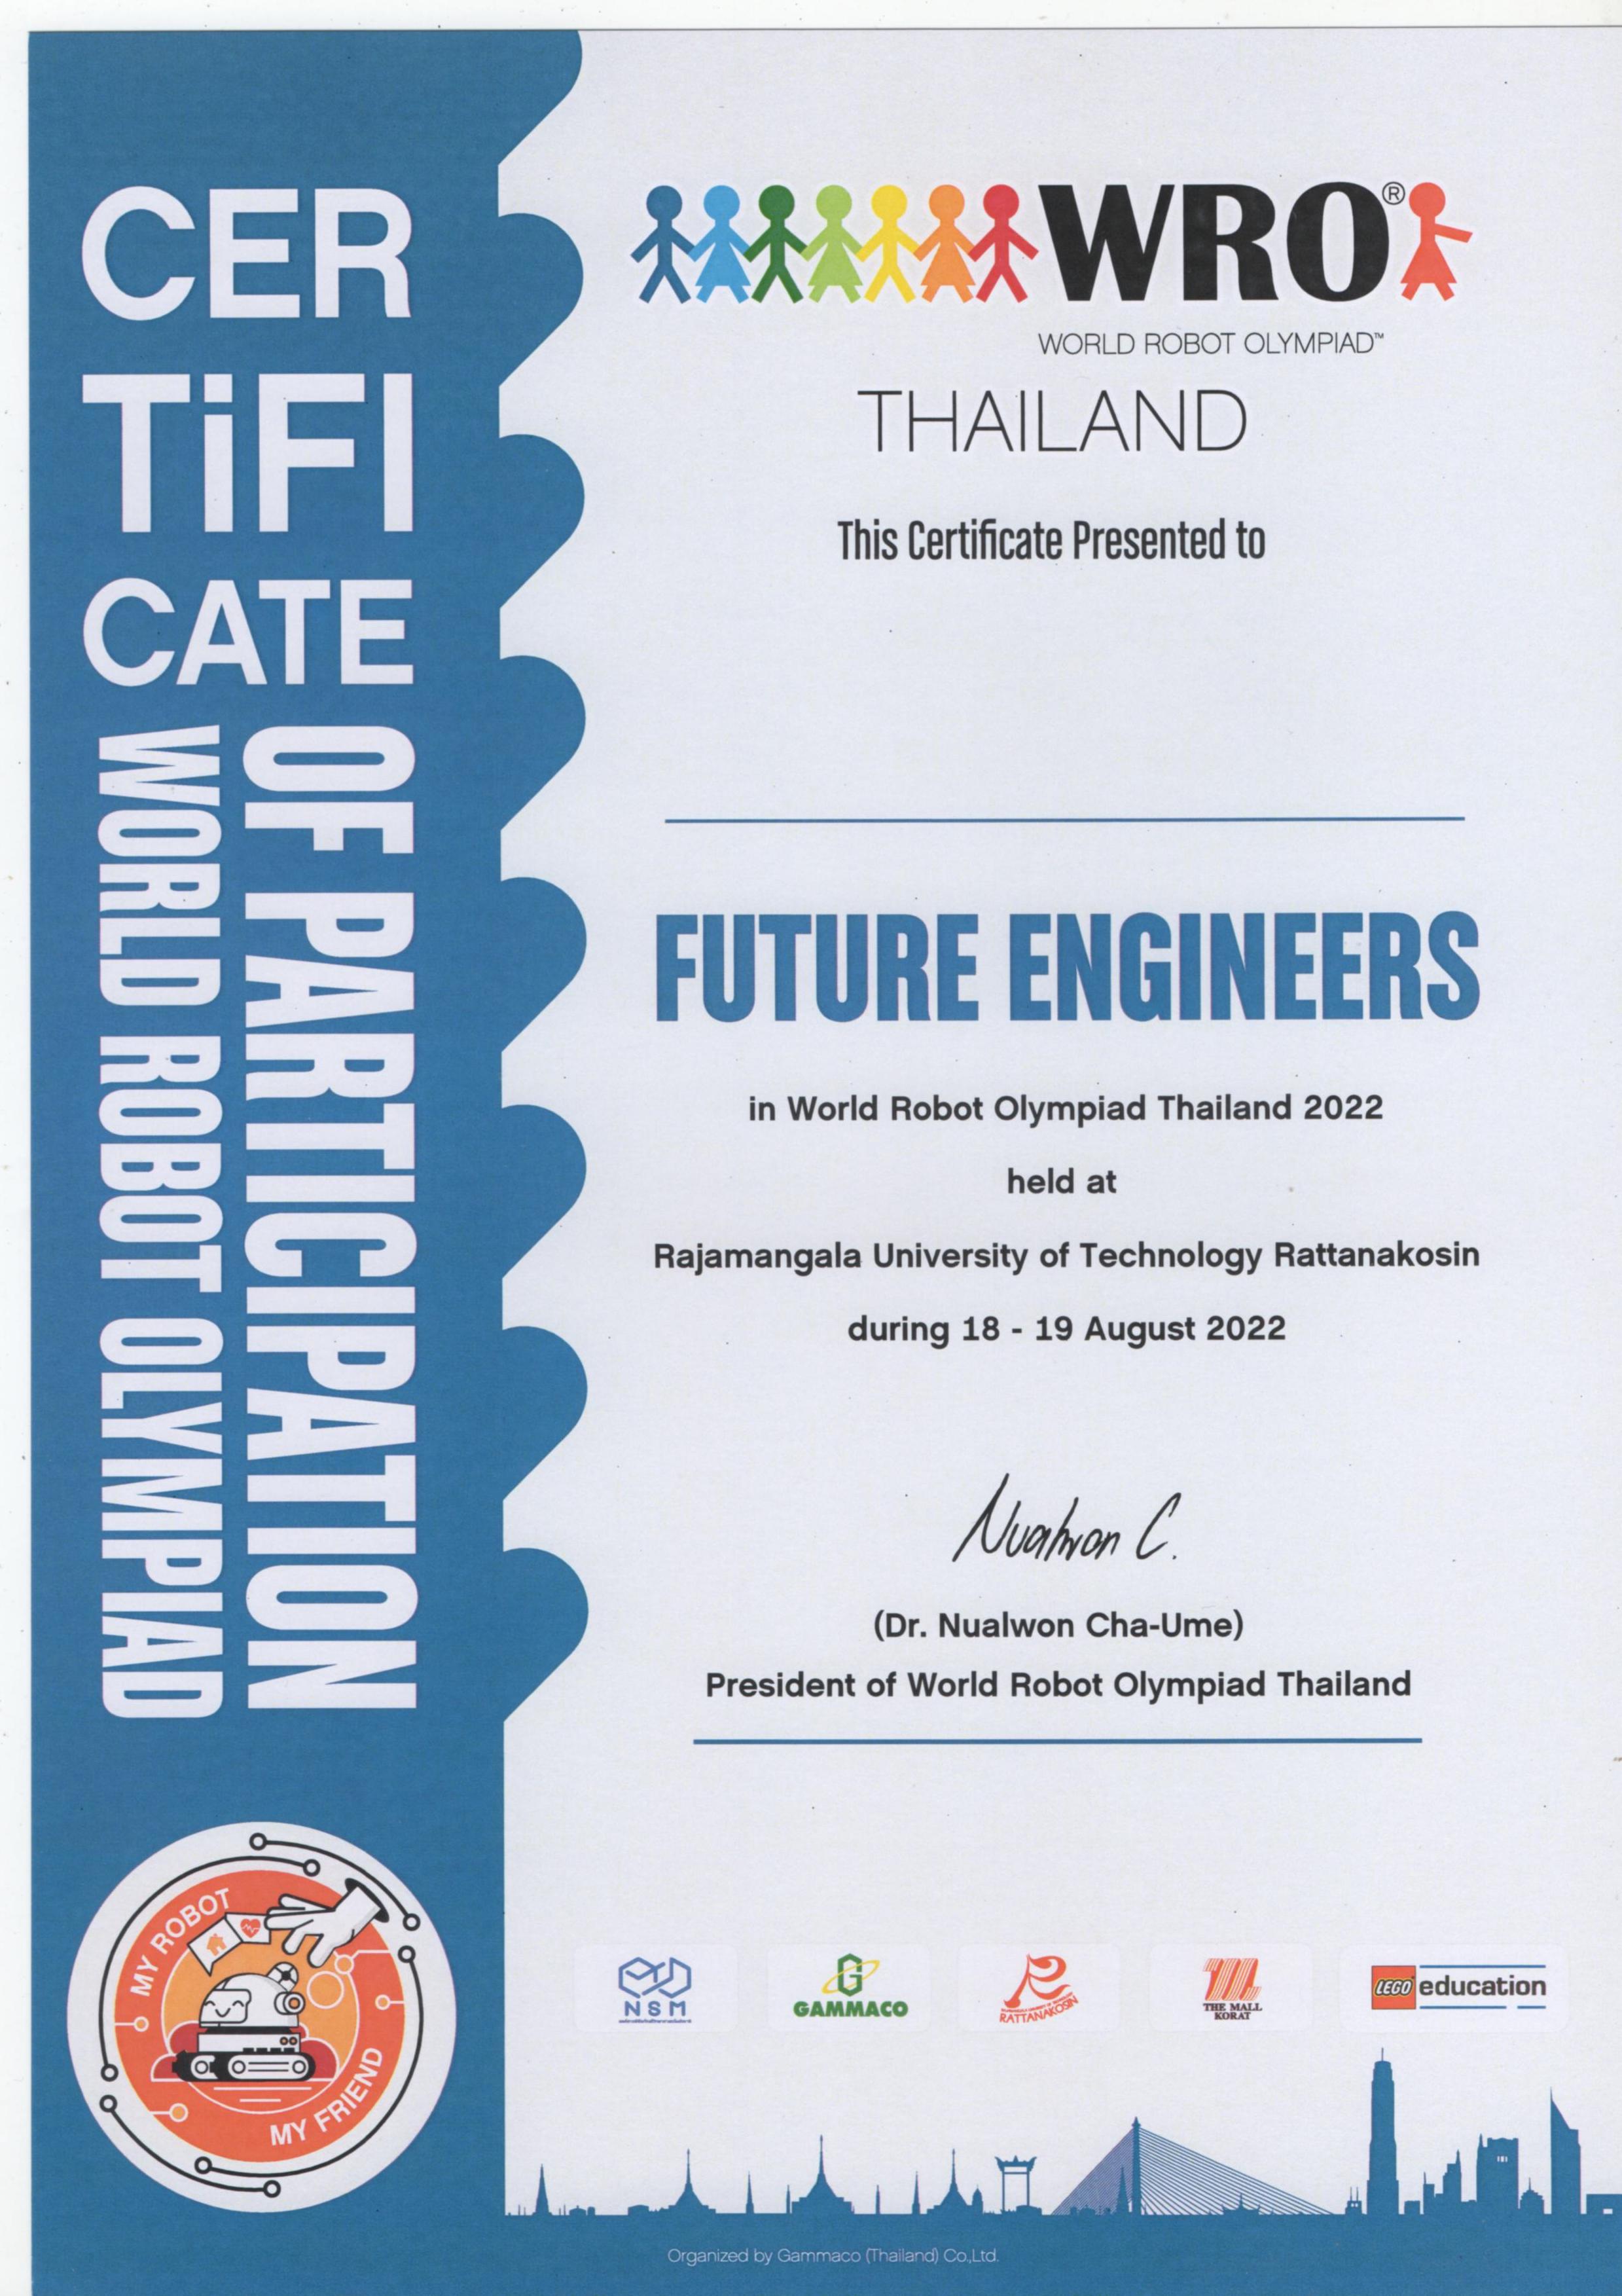 CER
TiFI
CATE
OF PARTICIPATION
WORLD ROBOT OLYMPIAD
WRO®
WORLD ROBOT OLYMPIAD™
THAILAND
This Certificate Presented to
FUTURE ENGINEERS
in World Robot Olympiad Thailand 2022
held at
Rajamangala University of Technology Rattanakosin
during 18 - 19 August 2022
Nualwon C.
(Dr. Nualwon Cha-Ume)
President of World Robot Olympiad Thailand
MY ROBOT
MY FRIEND
NSM
GAMMACO
RATTANAKOSIN
THE MALL
KORAT
LEGO education
Organized by Gammaco (Thailand) Co.,Ltd.